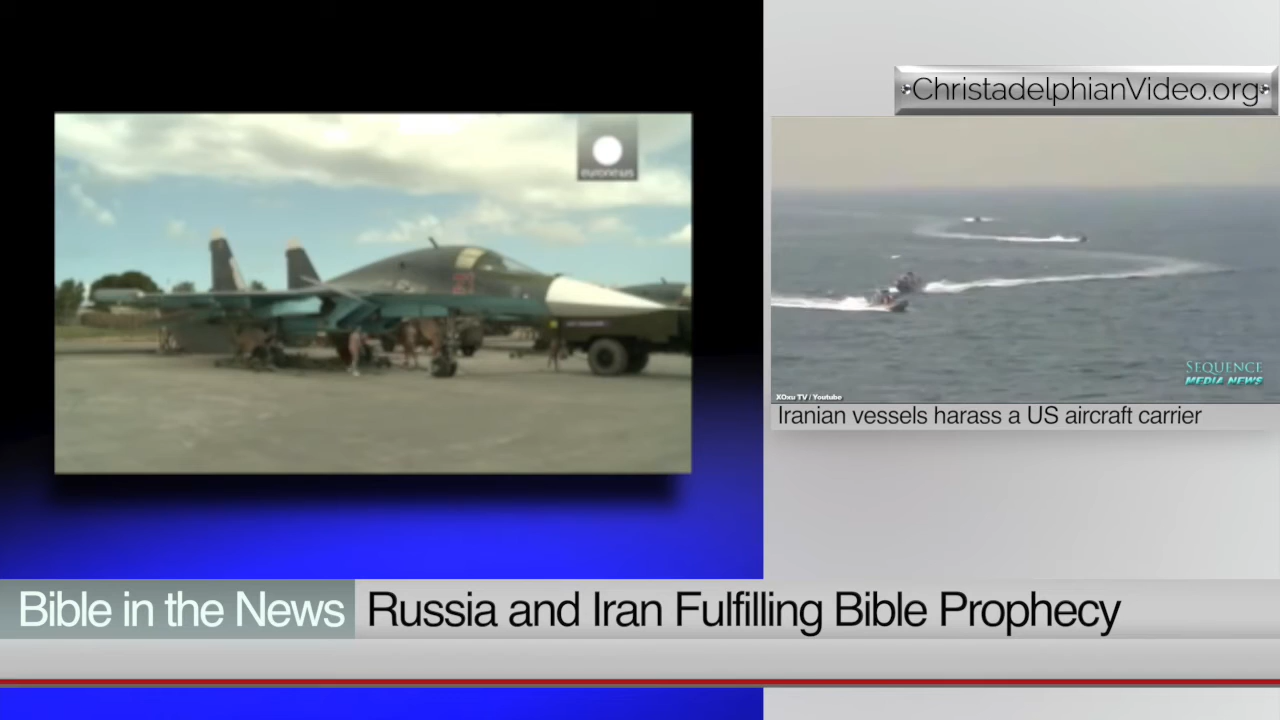 ChristadelphianVideo.org
euronews
21
SEQUENCE
MEDIA NEWS
XOxu TV / Youtube
Iranian vessels harass a US aircraft carrier
Bible in the News
Russia and Iran Fulfilling Bible Prophecy